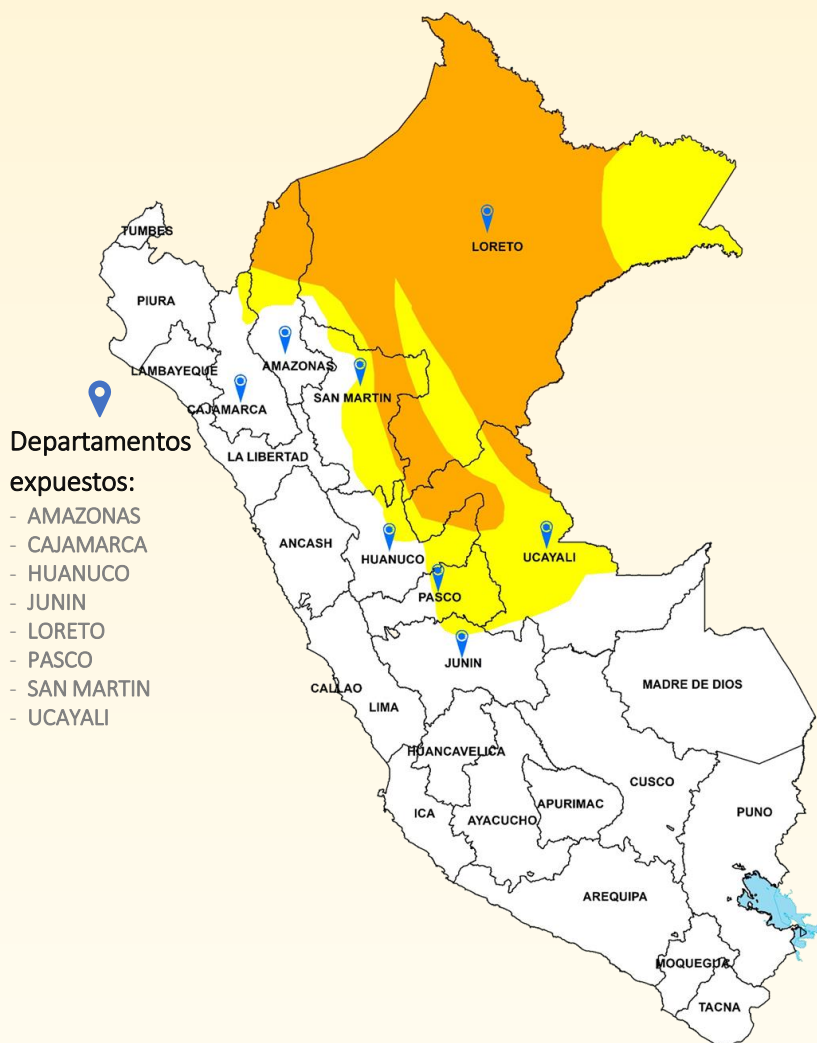 TUMBES
LORETO
PIURA
AMAZONAS
LAMBAYEQUE
SAN MARTIN
CAJAMARCA
Departamentos
expuestos:
- AMAZONAS
- CAJAMARCA
- HUANUCO
- JUNIN
- LORETO
- PASCO
- SAN MARTIN
- UCAYALI
LA LIBERTAD
ANCASH
HUANUCO
UCAYALI
PASCO
JUNIN
CALLAO
MADRE DE DIOS
LIMA
HUANCAVELICA
CUSCO
APURIMAC
ICA
AYACUCHO
PUNO
AREQUIPA
MOQUEGUA
TACNA